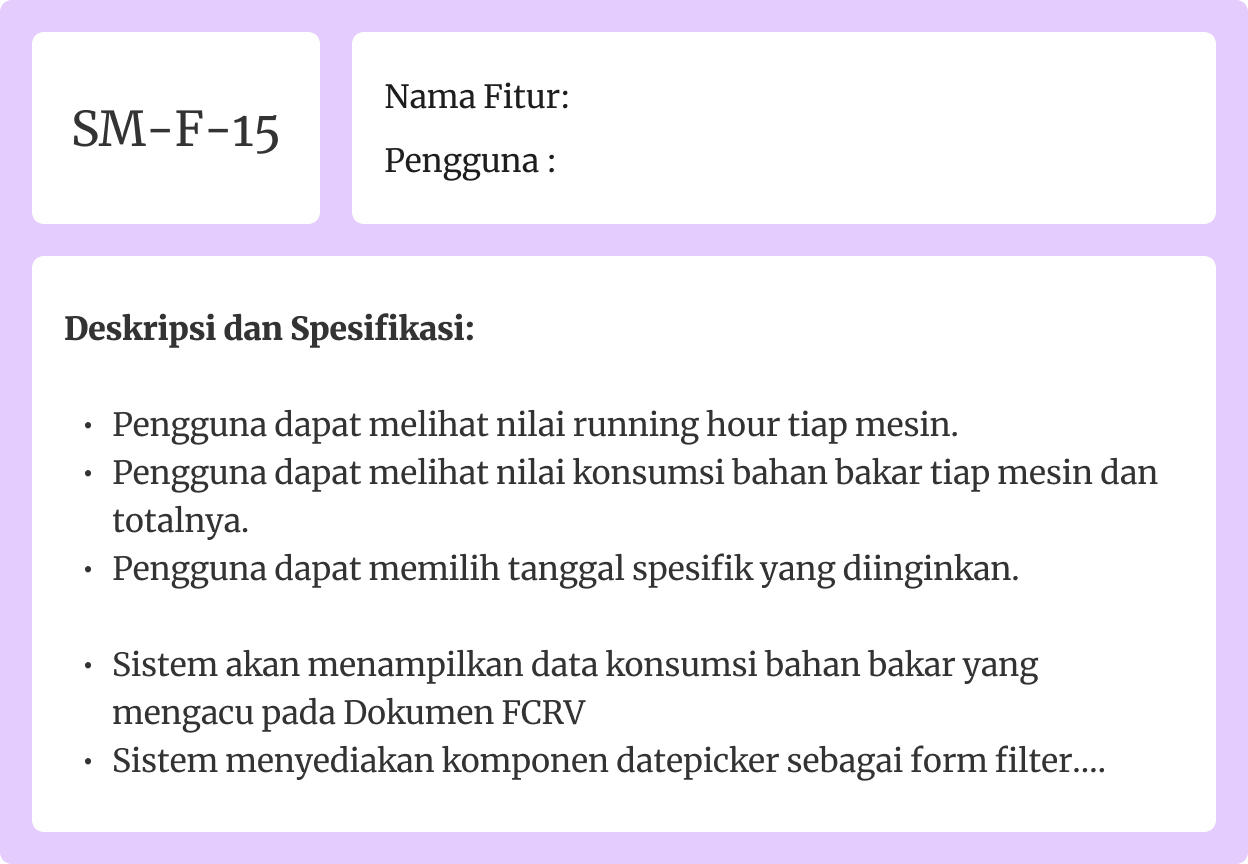 SM-F-15
Nama Fitur:
Pengguna :
Deskripsi dan Spesifikasi:
• Pengguna dapat melihat nilai running hour tiap mesin.
• Pengguna dapat melihat nilai konsumsi bahan bakar tiap mesin dan
totalnya.
• Pengguna dapat memilih tanggal spesifik yang diinginkan.
• Sistem akan menampilkan data konsumsi bahan bakar yang
mengacu pada Dokumen FCRV
• Sistem menyediakan komponen datepicker sebagai form filter....